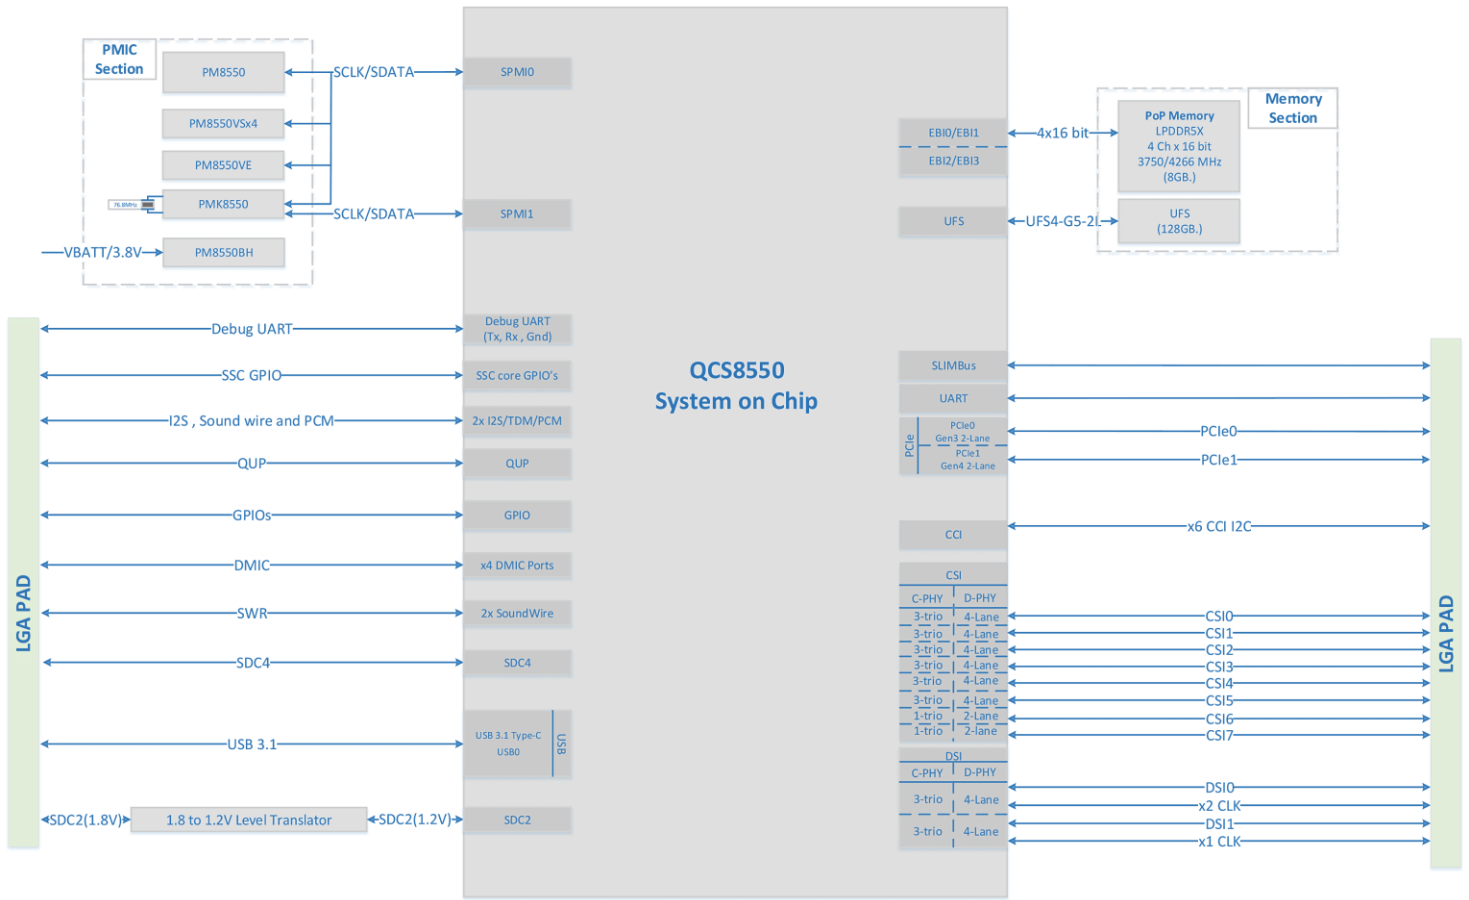 PMIC
Section
PM8550
PM8550VSx4
PM8550VE
76.8MHz
PMK8550
VBATT/3.8V
PM8550BH
SCLK/SDATA
SCLK/SDATA
SPMI0
SPMI1
LGA PAD
Debug UART
Debug UART
(Tx, Rx , Gnd)
SSC GPIO
SSC core GPIO's
I2S , Sound wire and PCM
2x I2S/TDM/PCM
QUP
QUP
GPIOs
GPIO
DMIC
x4 DMIC Ports
SWR
2x SoundWire
SDC4
SDC4
USB 3.1
USB 3.1 Type-C
USB0
USB
SDC2(1.8V)
1.8 to 1.2V Level Translator
SDC2(1.2V)
SDC2
QCS8550
System on Chip
EBI0/EBI1
EBI2/EBI3
4x16 bit
UFS
UFS4-G5-2L
Memory
Section
PoP Memory
LPDDR5X
4 Ch x 16 bit
3750/4266 MHz
(8GB.)
UFS
(128GB.)
SLIMBus
UART
PCIe
PCIe0
Gen3 2-Lane
PCIe1
Gen4 2-Lane
PCIe0
PCIe1
CCI
x6 CCI I2C
CSI
C-PHY D-PHY
3-trio 4-Lane CSI0
3-trio 4-Lane CSI1
3-trio 4-Lane CSI2
3-trio 4-Lane CSI3
3-trio 4-Lane CSI4
3-trio 4-Lane CSI5
1-trio 2-Lane CSI6
1-trio 2-lane CSI7
DSI
C-PHY D-PHY
3-trio 4-Lane
DSI0
x2 CLK
3-trio 4-Lane
DSI1
x1 CLK
LGA PAD